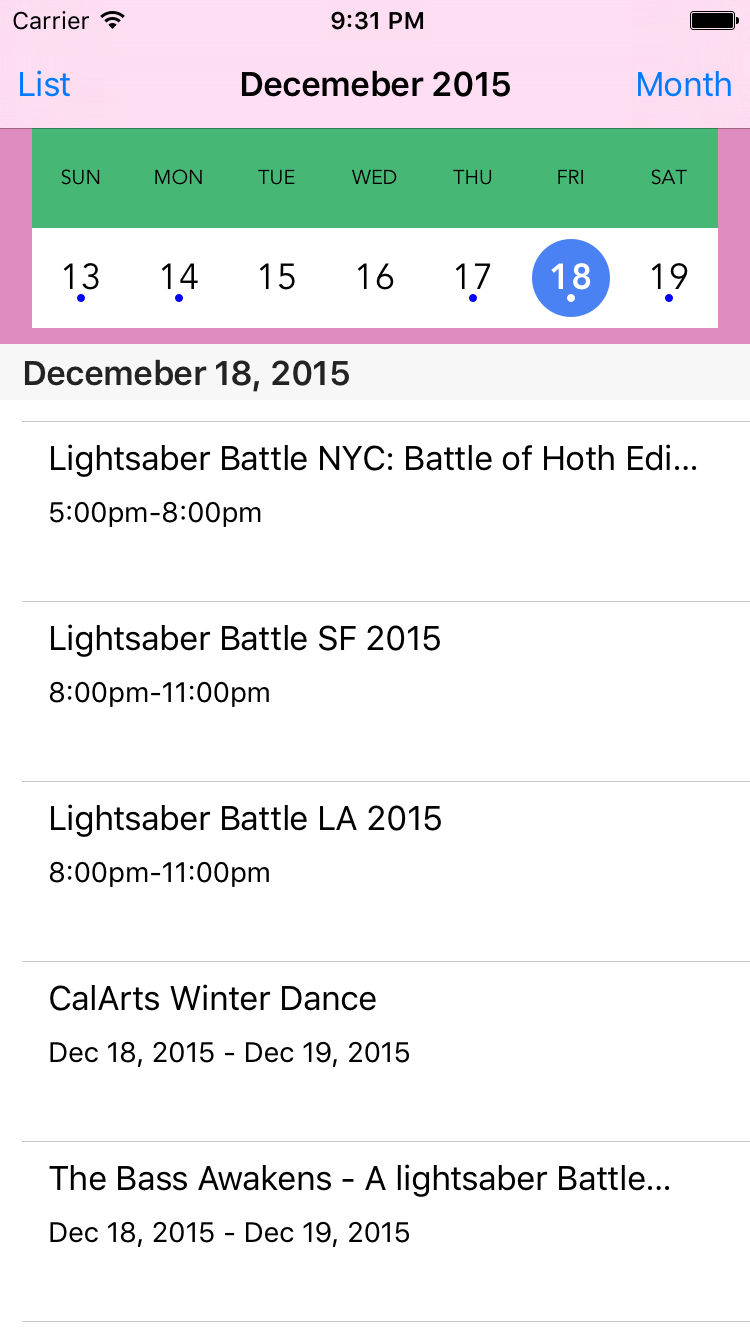 Carrier 9:31 PM
List Decemeber 2015 Month
SUN MON TUE WED THU FRI SAT
13 14 15 16 17 18 19
Decemeber 18, 2015
Lightsaber Battle NYC: Battle of Hoth Edi...
5:00pm-8:00pm
Lightsaber Battle SF 2015
8:00pm-11:00pm
Lightsaber Battle LA 2015
8:00pm-11:00pm
CalArts Winter Dance
Dec 18, 2015 - Dec 19, 2015
The Bass Awakens - A lightsaber Battle...
Dec 18, 2015 - Dec 19, 2015